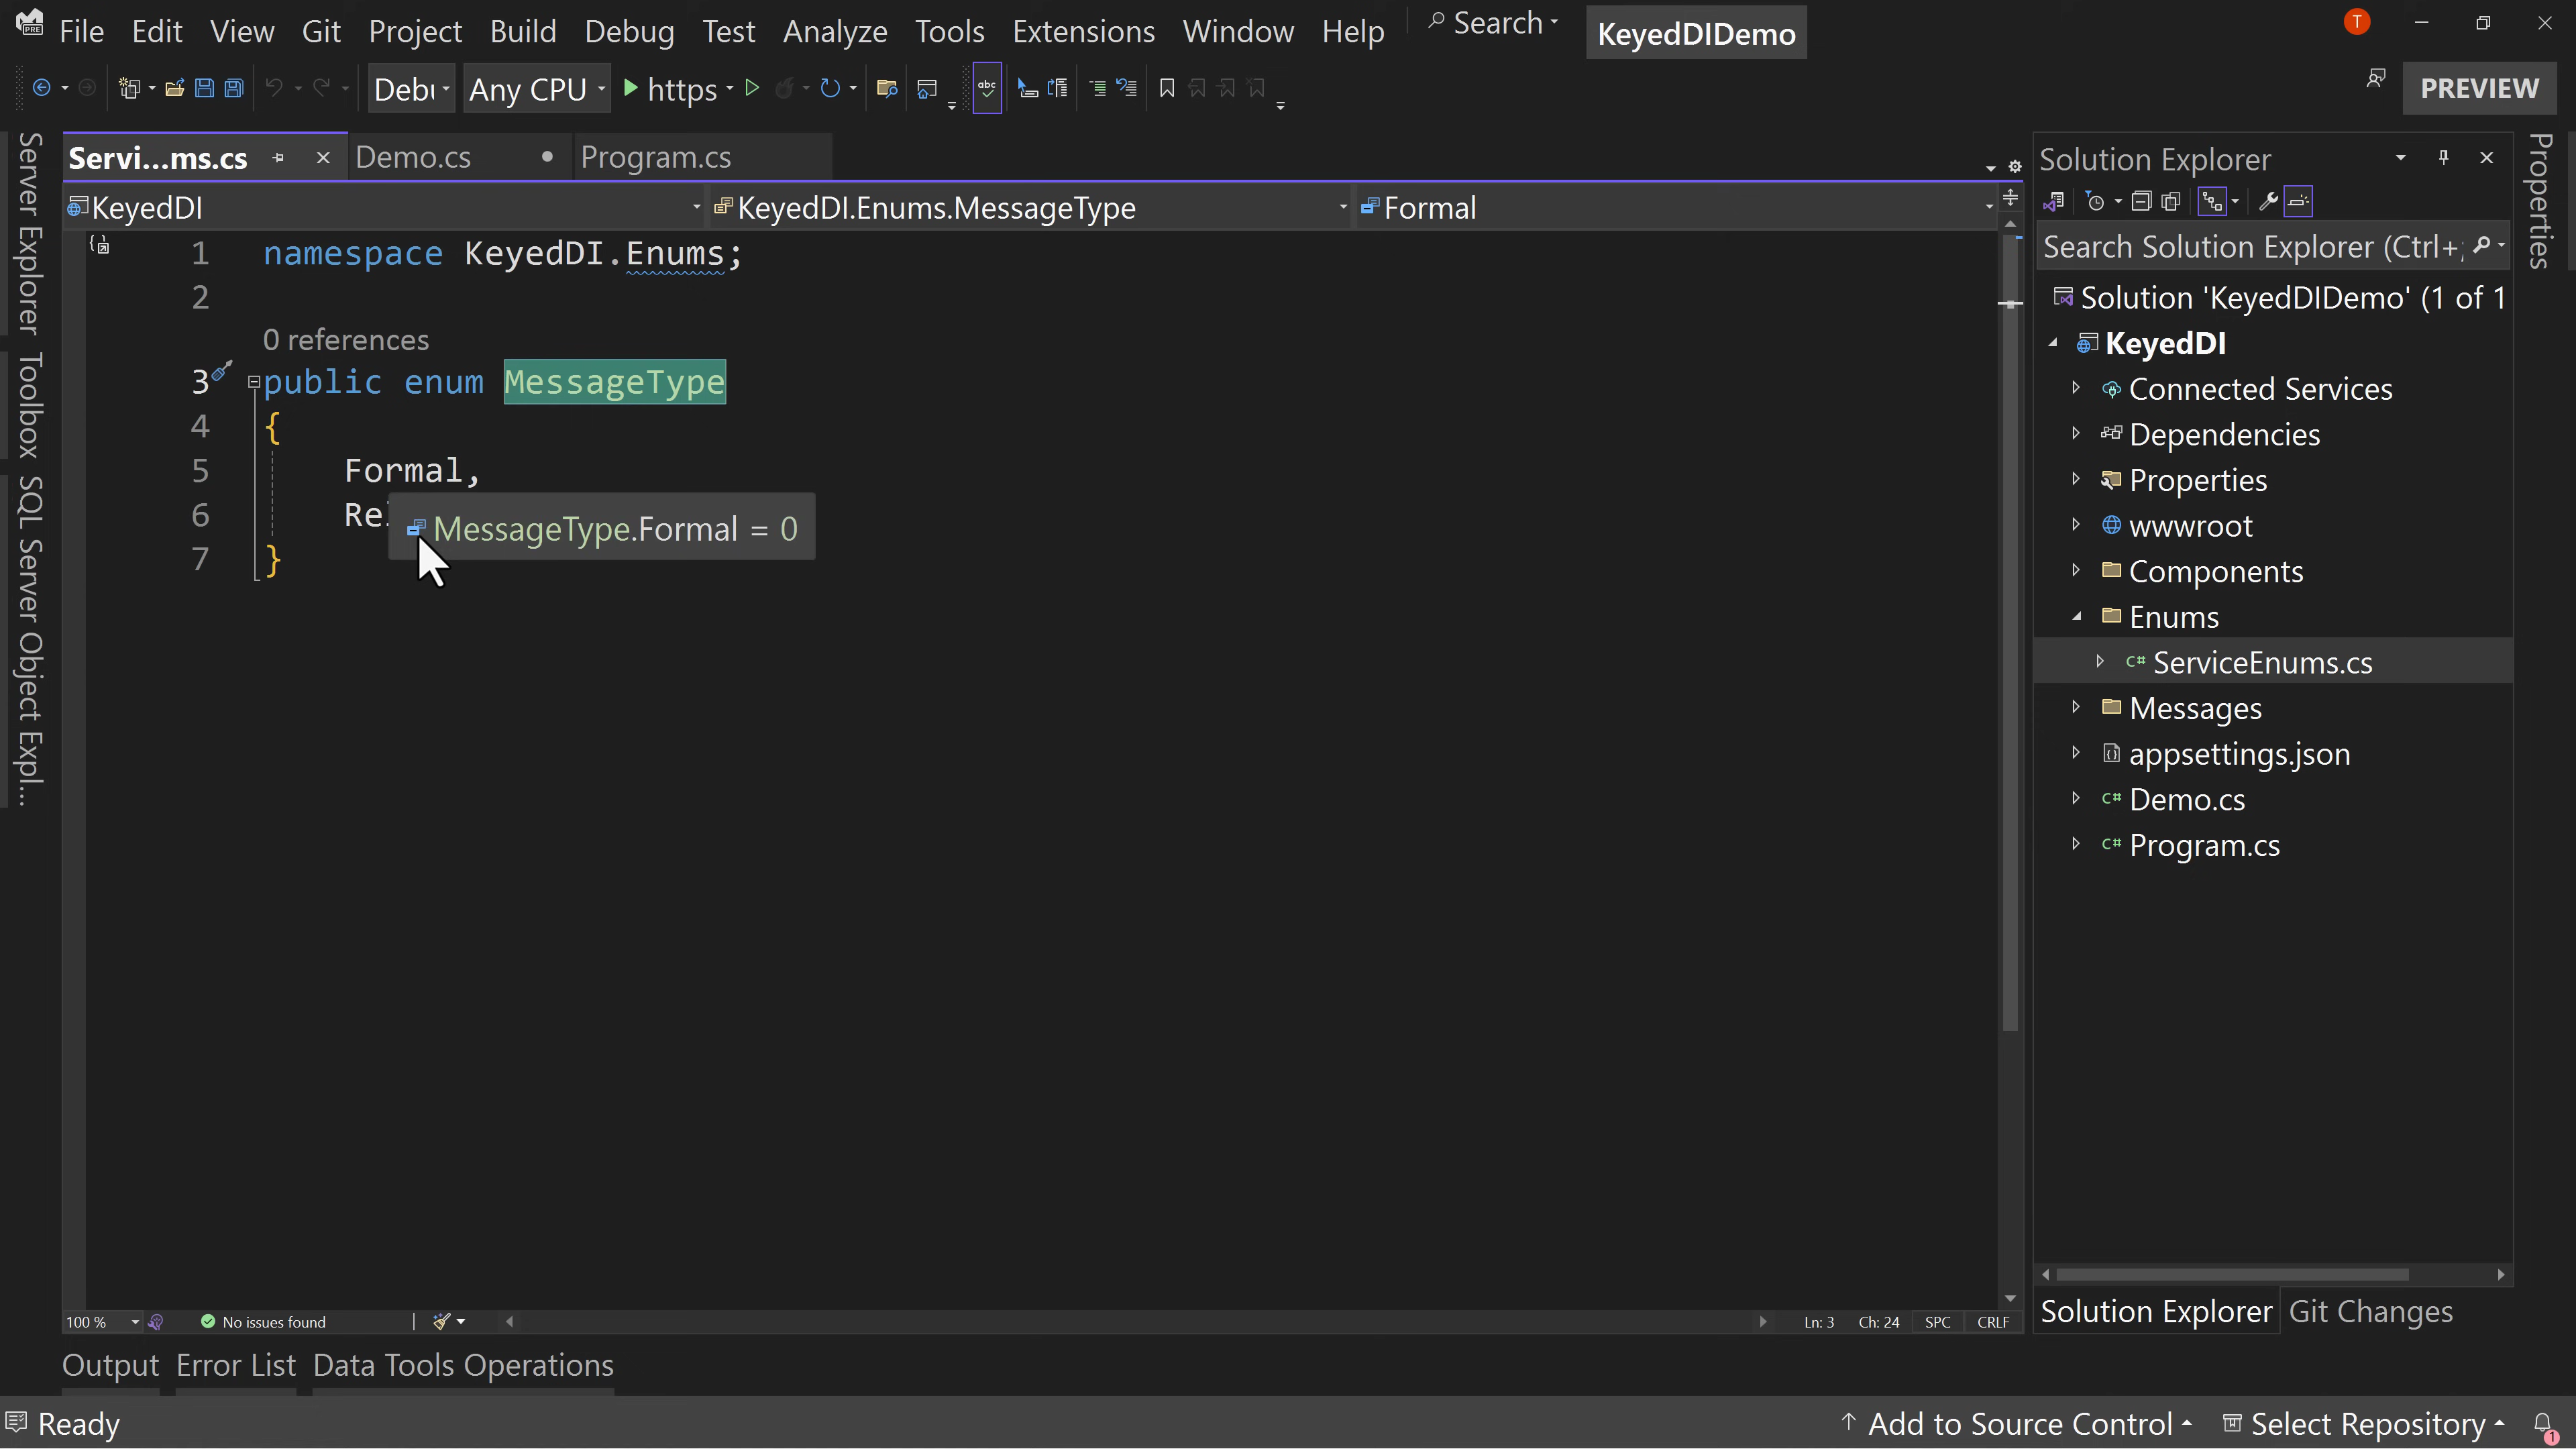 File Edit View Git Project Build Debug Test Analyze Tools Extensions Window Help Search KeyedDIDemo T
PRE
Debu Any CPU https abc PREVIEW
Servi...ms.cs Demo.cs Program.cs
KeyedDI KeyedDI.Enums.MessageType Formal
1 namespace KeyedDI.Enums;
2
0 references
3 public enum MessageType
4 {
5 Formal,
6
MessageType.Formal = 0
7 }
100 % No issues found Ln: 3 Ch: 24 SPC CRLF
Server Explorer
Toolbox
SQL Server Object Expl...
Solution Explorer
Search Solution Explorer (Ctrl+;
Solution 'KeyedDIDemo' (1 of 1
KeyedDI
Connected Services
Dependencies
Properties
wwwroot
Components
Enums
C# ServiceEnums.cs
Messages
appsettings.json
C# Demo.cs
C# Program.cs
Solution Explorer Git Changes
Properties
Output Error List Data Tools Operations
Ready Add to Source Control Select Repository 1